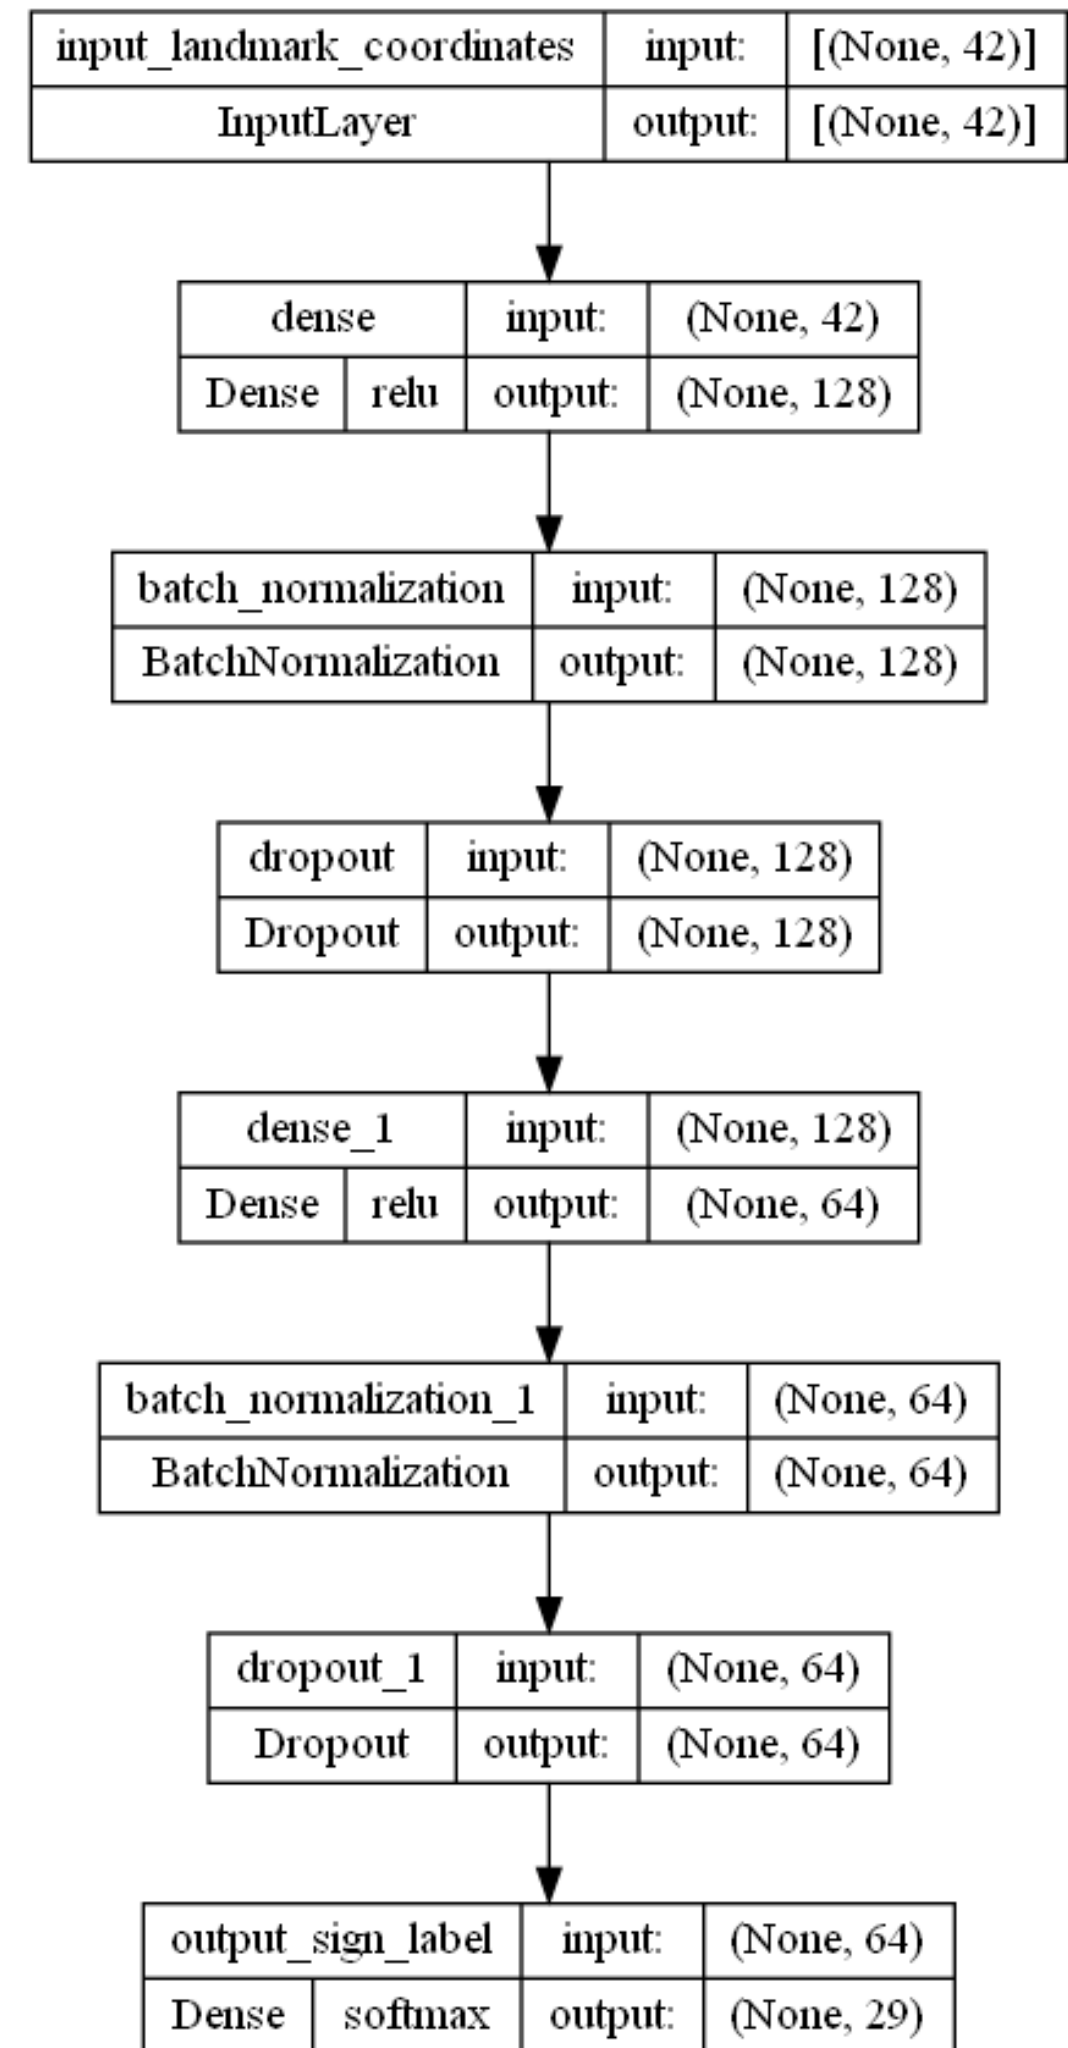 input_landmark_coordinates input: [(None, 42)]
InputLayer output: [(None, 42)]
dense input: (None, 42)
Dense relu output: (None, 128)
batch_normalization input: (None, 128)
BatchNormalization output: (None, 128)
dropout input: (None, 128)
Dropout output: (None, 128)
dense_1 input: (None, 128)
Dense relu output: (None, 64)
batch_normalization_1 input: (None, 64)
BatchNormalization output: (None, 64)
dropout_1 input: (None, 64)
Dropout output: (None, 64)
output_sign_label input: (None, 64)
Dense softmax output: (None, 29)